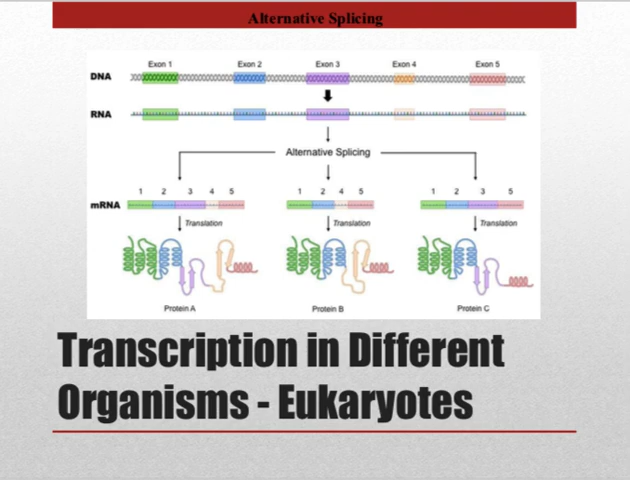 Alternative Splicing
Exon 1 Exon 2 Exon 3 Exon 4 Exon 5
DNA
RNA
Alternative Splicing
1 2 3 4 5 1 2 4 5 1 2 3 5
mRNA
Translation Translation Translation
Protein A Protein B Protein C
Transcription in Different
Organisms - Eukaryotes